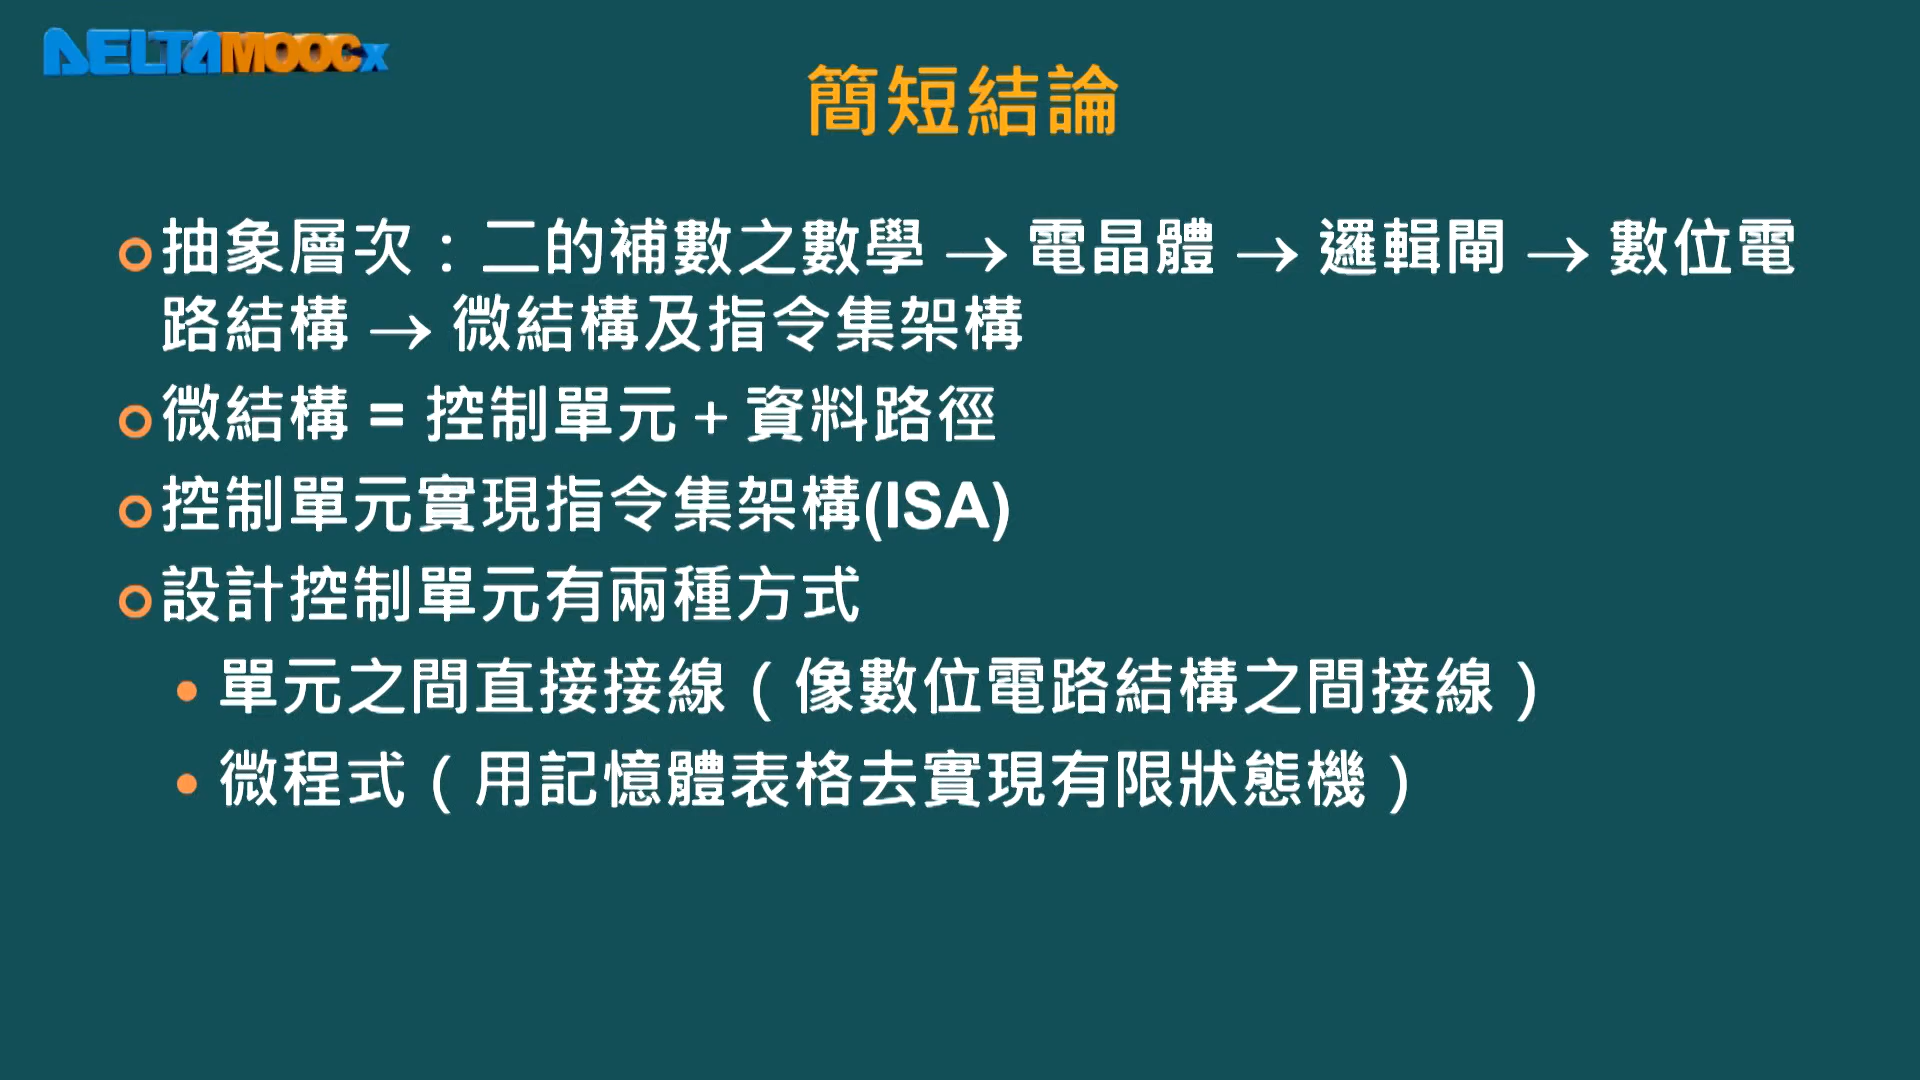 DELTAMOOCx
簡短結論
抽象層次：二的補數之數學 → 電晶體 → 邏輯閘 → 數位電
路結構 → 微結構及指令集架構
微結構 = 控制單元 + 資料路徑
控制單元實現指令集架構(ISA)
設計控制單元有兩種方式
單元之間直接接線（像數位電路結構之間接線）
微程式（用記憶體表格去實現有限狀態機）